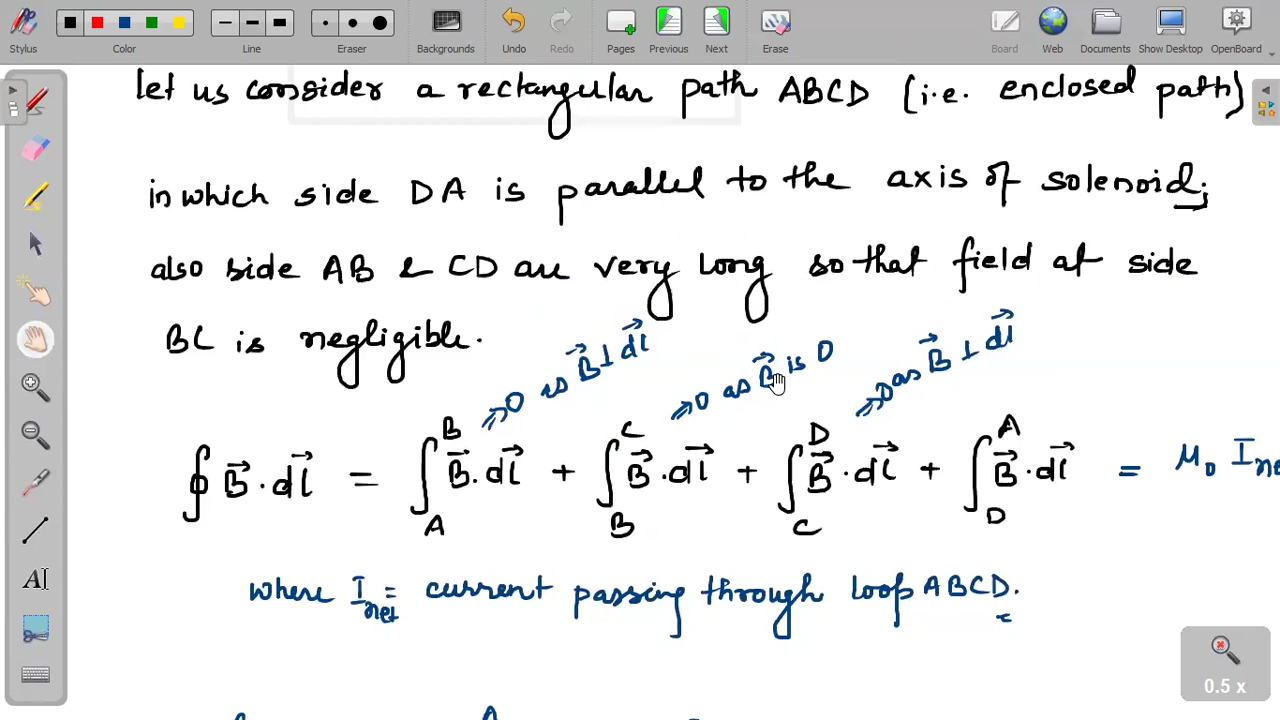 Stylus Color Line Eraser Backgrounds Undo Redo Pages Previous Next Erase Board Web Documents Show Desktop OpenBoard
let us consider a rectangular path ABCD (i.e. enclosed path)
in which side DA is parallel to the axis of solenoid;
also side AB & CD are very long so that field at side
BC is negligible.
⇒ 0 as B⃗ ⊥ dl⃗ ⇒ 0 as B⃗ is 0 ⇒ 0 as B⃗ ⊥ dl⃗
∮ B⃗ · dl⃗ = ∫_A^B B⃗ · dl⃗ + ∫_B^C B⃗ · dl⃗ + ∫_C^D B⃗ · dl⃗ + ∫_D^A B⃗ · dl⃗ = μ₀ I
where I_net = current passing through loop ABCD.
0.5 x